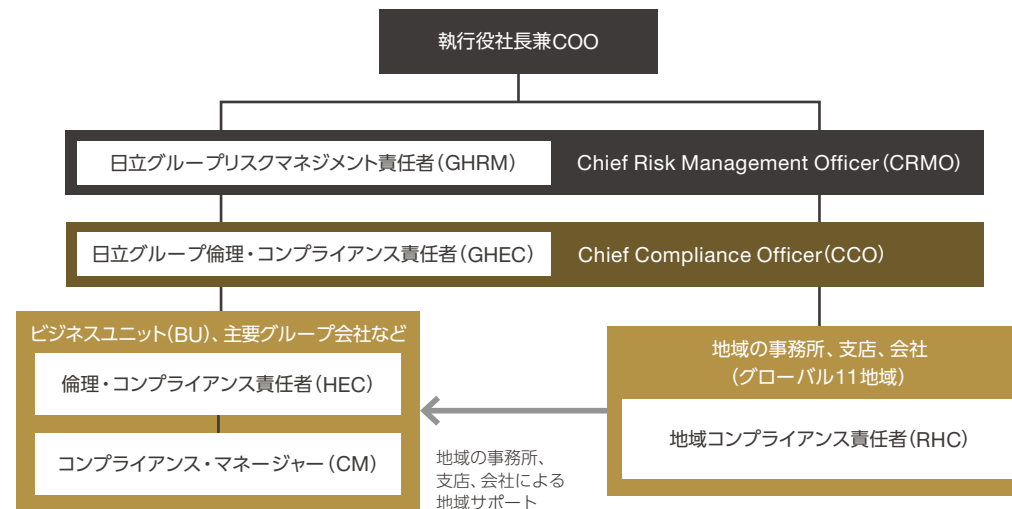 執行役社長兼COO
日立グループリスクマネジメント責任者(GHRM)
Chief Risk Management Officer(CRMO)
日立グループ倫理・コンプライアンス責任者(GHEC)
Chief Compliance Officer(CCO)
ビジネスユニット(BU)、主要グループ会社など
倫理・コンプライアンス責任者(HEC)
コンプライアンス・マネージャー(CM)
地域の事務所、
支店、会社による
地域サポート
地域の事務所、支店、会社
(グローバル11地域)
地域コンプライアンス責任者(RHC)